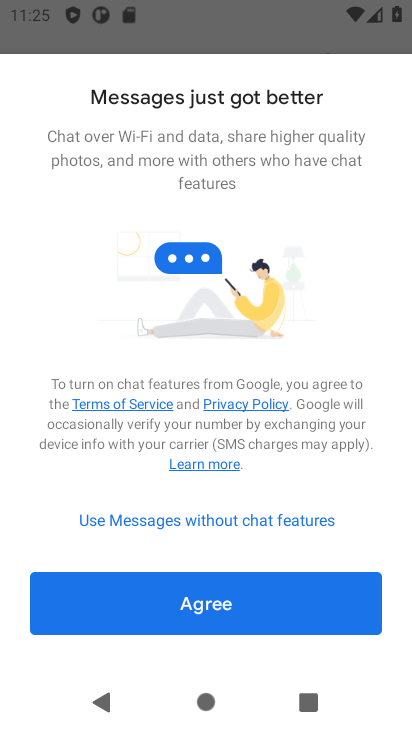 11:25
Messages just got better
Chat over Wi-Fi and data, share higher quality
photos, and more with others who have chat
features
To turn on chat features from Google, you agree to
the Terms of Service and Privacy Policy. Google will
occasionally verify your number by exchanging your
device info with your carrier (SMS charges may apply).
Learn more.
Use Messages without chat features
Agree